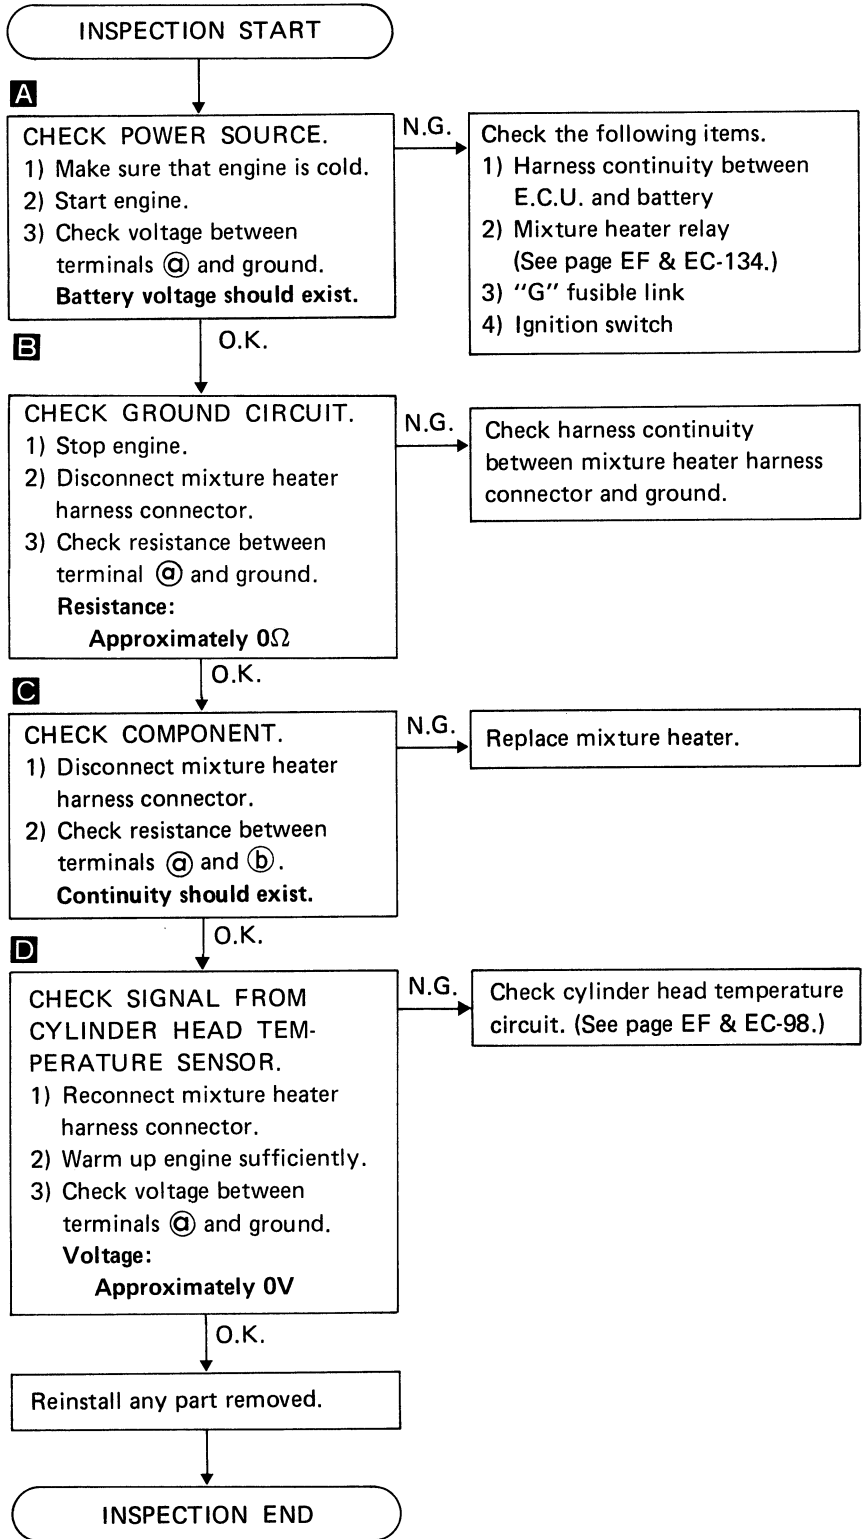 INSPECTION START
A
CHECK POWER SOURCE.
1) Make sure that engine is cold.
2) Start engine.
3) Check voltage between
terminals ⓐ and ground.
Battery voltage should exist.
N.G.
Check the following items.
1) Harness continuity between
E.C.U. and battery
2) Mixture heater relay
(See page EF & EC-134.)
3) "G" fusible link
4) Ignition switch
O.K.
B
CHECK GROUND CIRCUIT.
1) Stop engine.
2) Disconnect mixture heater
harness connector.
3) Check resistance between
terminal ⓐ and ground.
Resistance:
Approximately 0Ω
N.G.
Check harness continuity
between mixture heater harness
connector and ground.
O.K.
C
CHECK COMPONENT.
1) Disconnect mixture heater
harness connector.
2) Check resistance between
terminals ⓐ and ⓑ.
Continuity should exist.
N.G.
Replace mixture heater.
O.K.
D
CHECK SIGNAL FROM
CYLINDER HEAD TEM-
PERATURE SENSOR.
1) Reconnect mixture heater
harness connector.
2) Warm up engine sufficiently.
3) Check voltage between
terminals ⓐ and ground.
Voltage:
Approximately 0V
N.G.
Check cylinder head temperature
circuit. (See page EF & EC-98.)
O.K.
Reinstall any part removed.
INSPECTION END